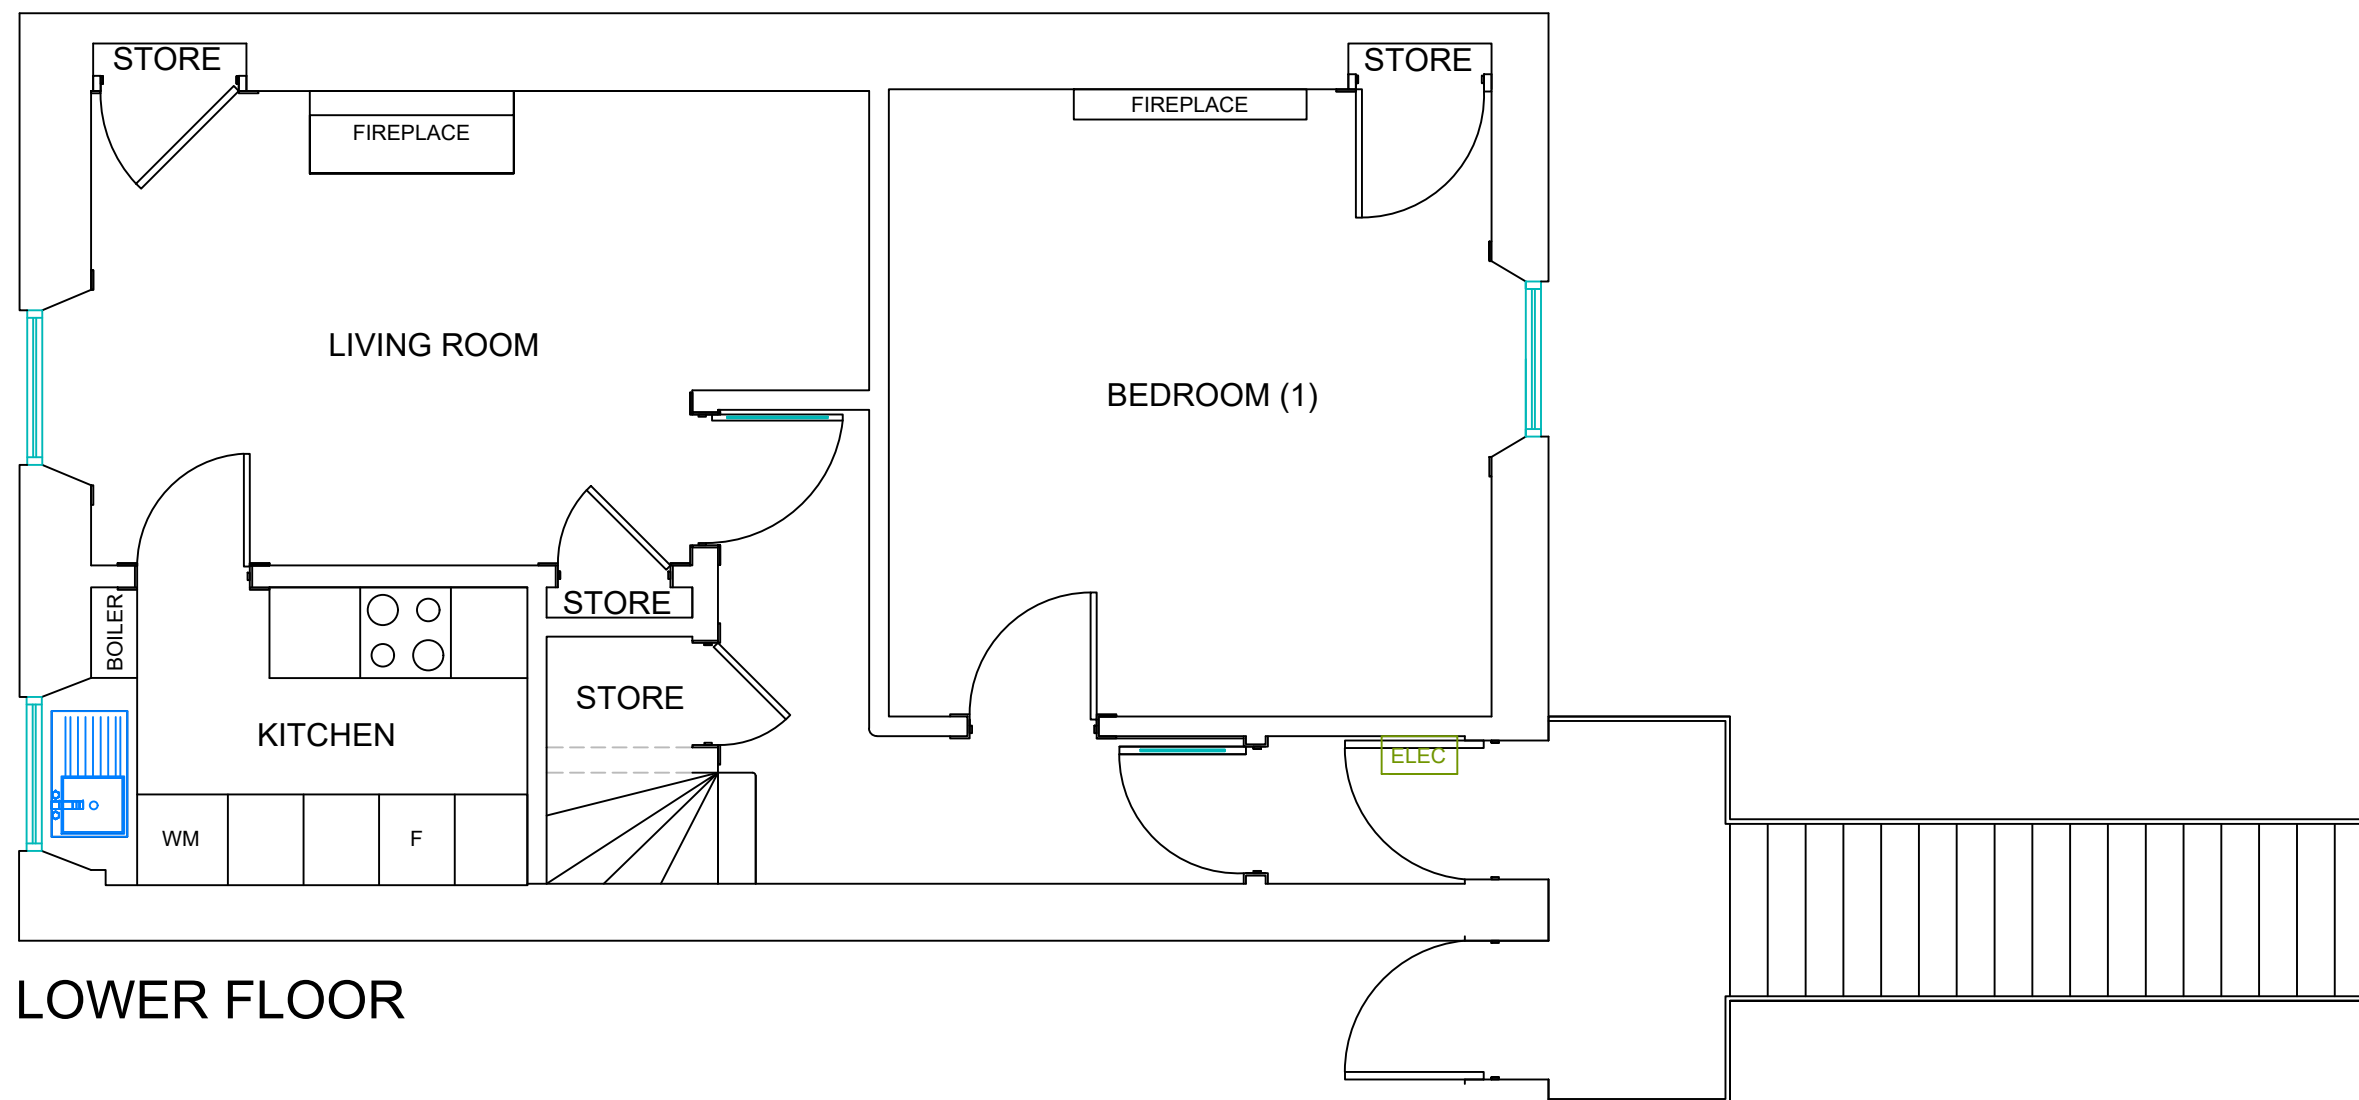 STORE
STORE
FIREPLACE
FIREPLACE
LIVING ROOM
BEDROOM (1)
BOILER
STORE
STORE
KITCHEN
ELEC
WM
F
LOWER FLOOR